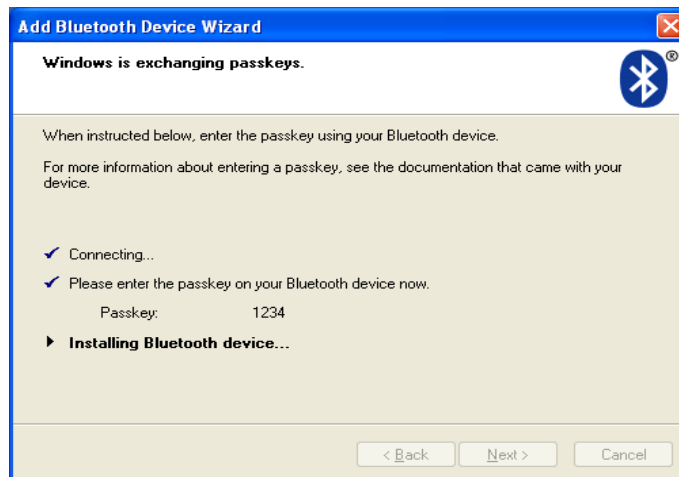 Add Bluetooth Device Wizard
Windows is exchanging passkeys.
®
When instructed below, enter the passkey using your Bluetooth device.
For more information about entering a passkey, see the documentation that came with your
device.
Connecting...
Please enter the passkey on your Bluetooth device now.
Passkey: 1234
Installing Bluetooth device...
< Back Next > Cancel